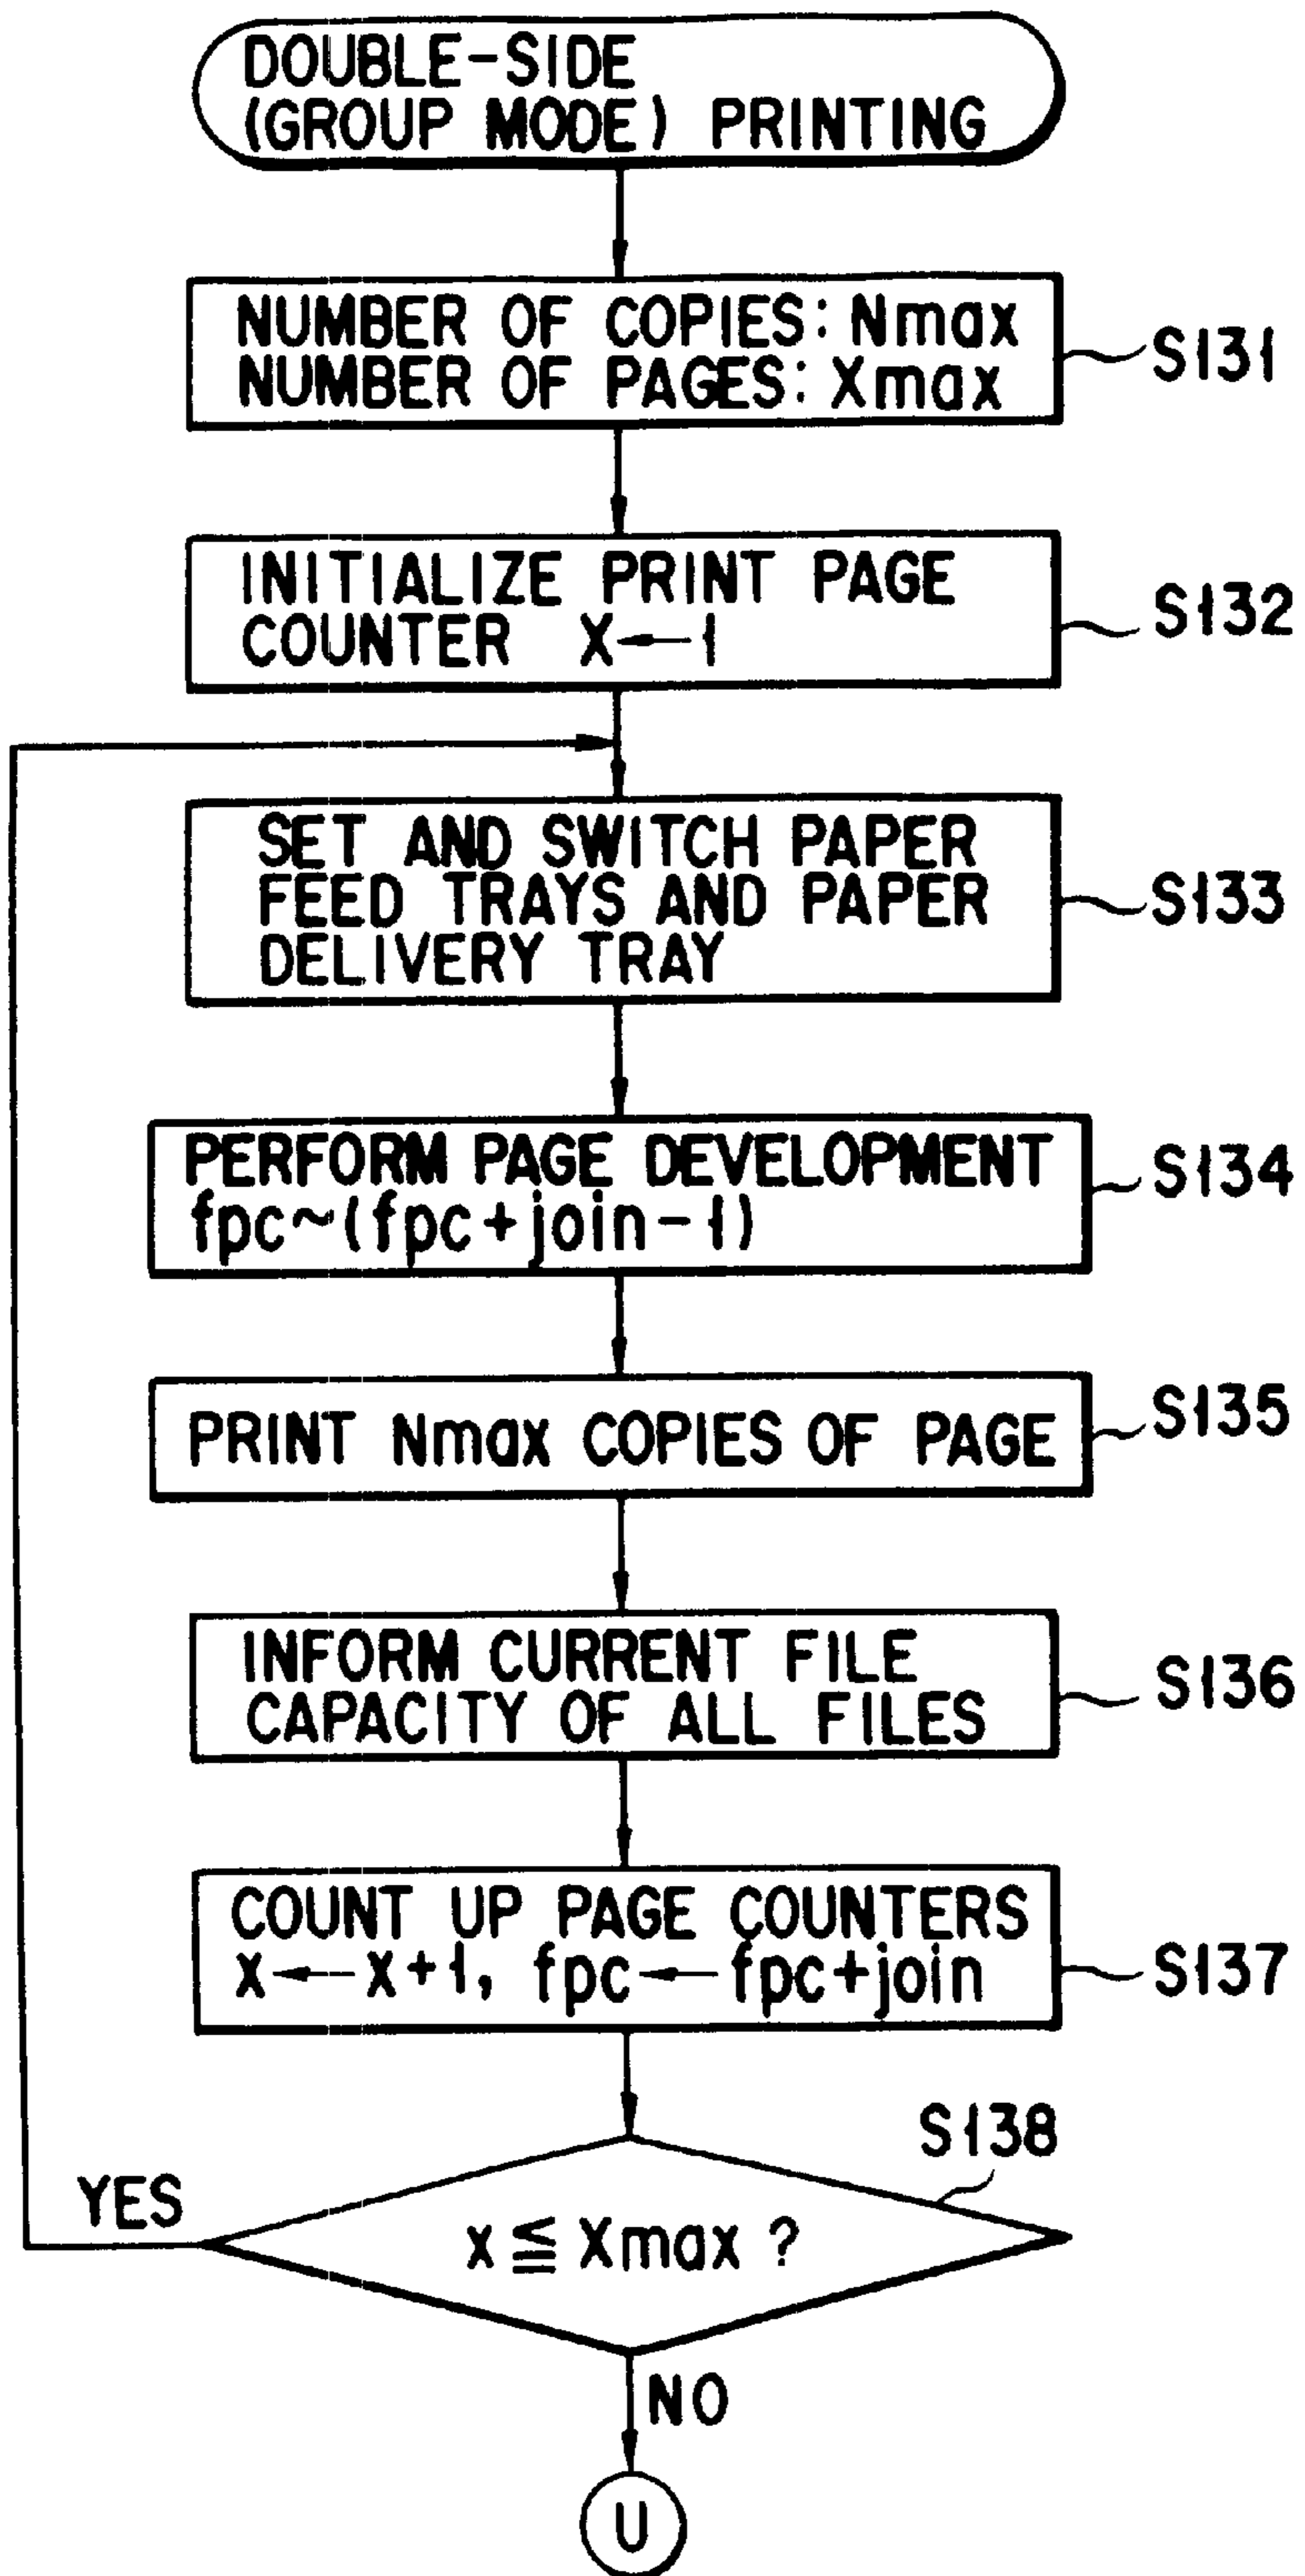 DOUBLE-SIDE
(GROUP MODE) PRINTING
NUMBER OF COPIES: Nmax
NUMBER OF PAGES: Xmax
S131
INITIALIZE PRINT PAGE
COUNTER X←1
S132
SET AND SWITCH PAPER
FEED TRAYS AND PAPER
DELIVERY TRAY
S133
PERFORM PAGE DEVELOPMENT
fpc~(fpc+join-1)
S134
PRINT Nmax COPIES OF PAGE
S135
INFORM CURRENT FILE
CAPACITY OF ALL FILES
S136
COUNT UP PAGE COUNTERS
x←x+1, fpc←fpc+join
S137
S138
YES
x≦Xmax ?
NO
U